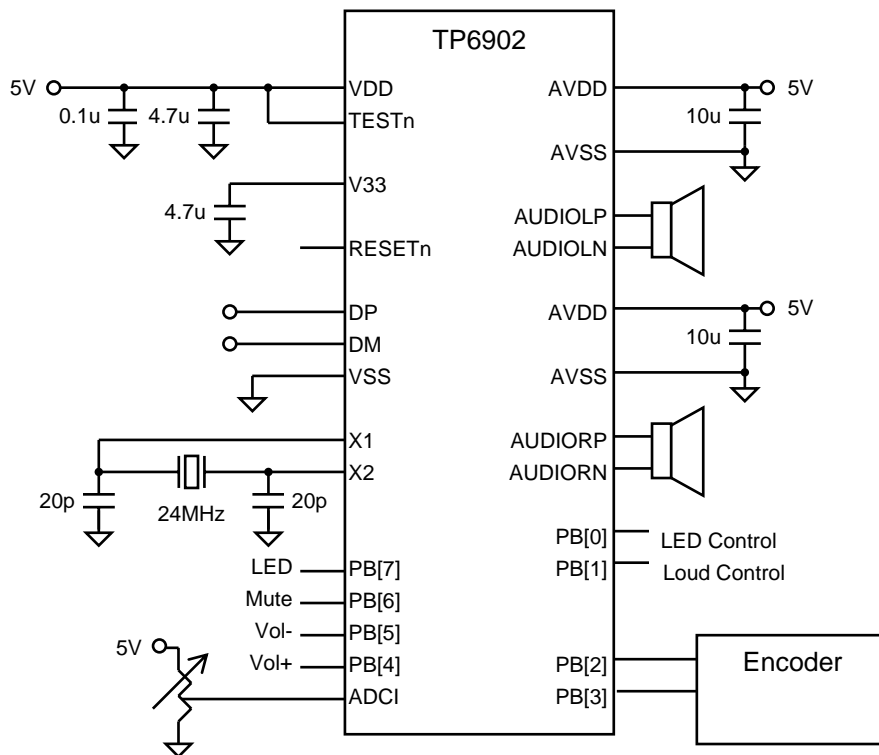 TP6902
5V
VDD
0.1u
4.7u
TESTn
V33
4.7u
RESETn
DP
DM
VSS
X1
X2
20p
24MHz
20p
LED
PB[7]
Mute
PB[6]
Vol-
PB[5]
Vol+
PB[4]
5V
ADCI
AVDD
5V
10u
AVSS
AUDIOLP
AUDIOLN
AVDD
5V
10u
AVSS
AUDIORP
AUDIORN
PB[0]
LED Control
PB[1]
Loud Control
PB[2]
PB[3]
Encoder